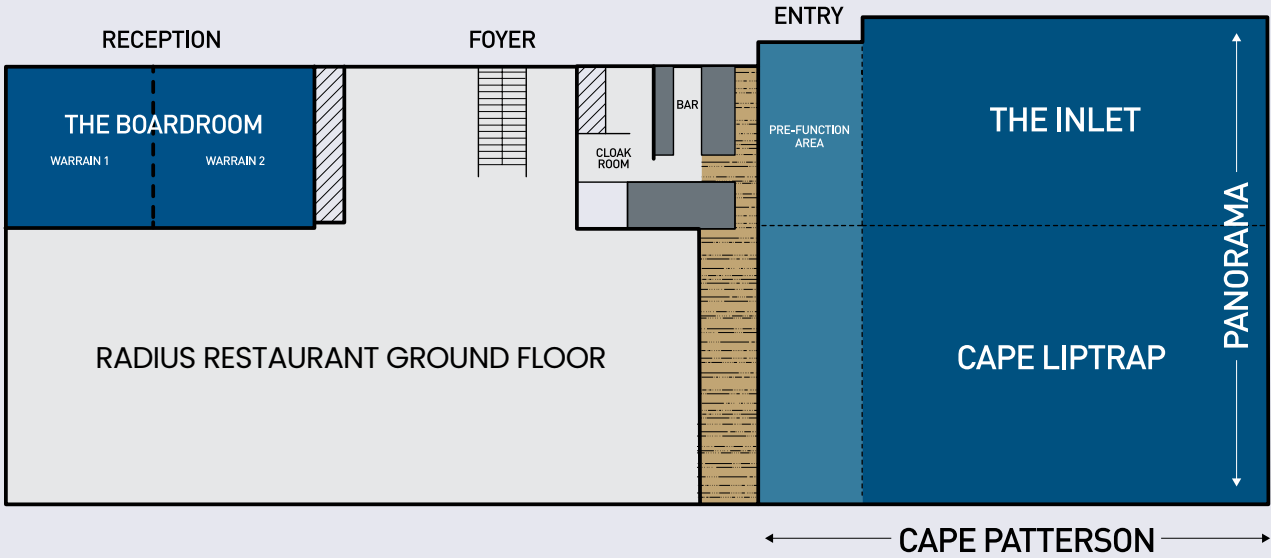 ENTRY
RECEPTION
FOYER
THE BOARDROOM
WARRAIN 1
WARRAIN 2
CLOAK
ROOM
BAR
PRE-FUNCTION
AREA
THE INLET
PANORAMA
RADIUS RESTAURANT GROUND FLOOR
CAPE LIPTRAP
CAPE PATTERSON